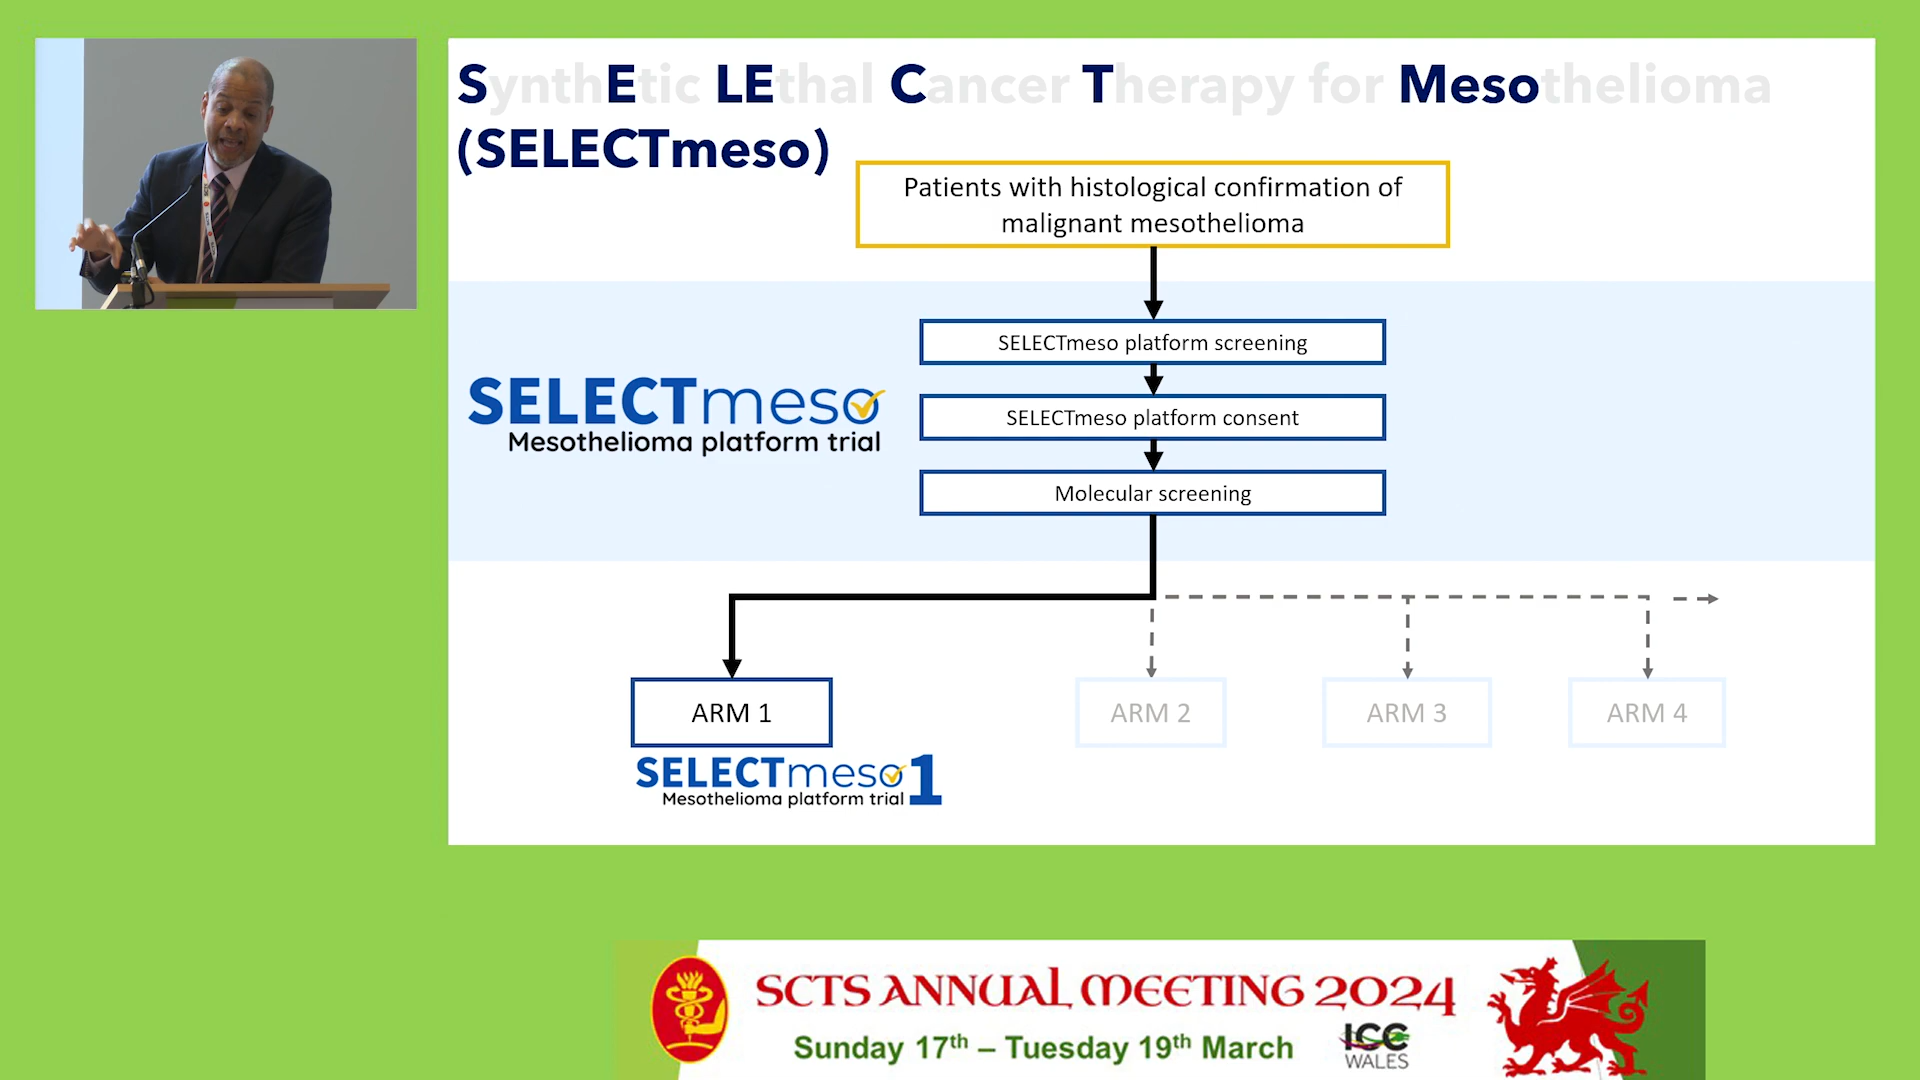 SynthEtic LEthal Cancer Therapy for Mesothelioma
(SELECTmeso)
Patients with histological confirmation of
malignant mesothelioma
SELECTmeso platform screening
SELECTmeso
Mesothelioma platform trial
SELECTmeso platform consent
Molecular screening
ARM 1
ARM 2
ARM 3
ARM 4
SELECTmeso1
Mesothelioma platform trial
SCTS ANNUAL MEETING 2024
Sunday 17th – Tuesday 19th March
ICC
WALES